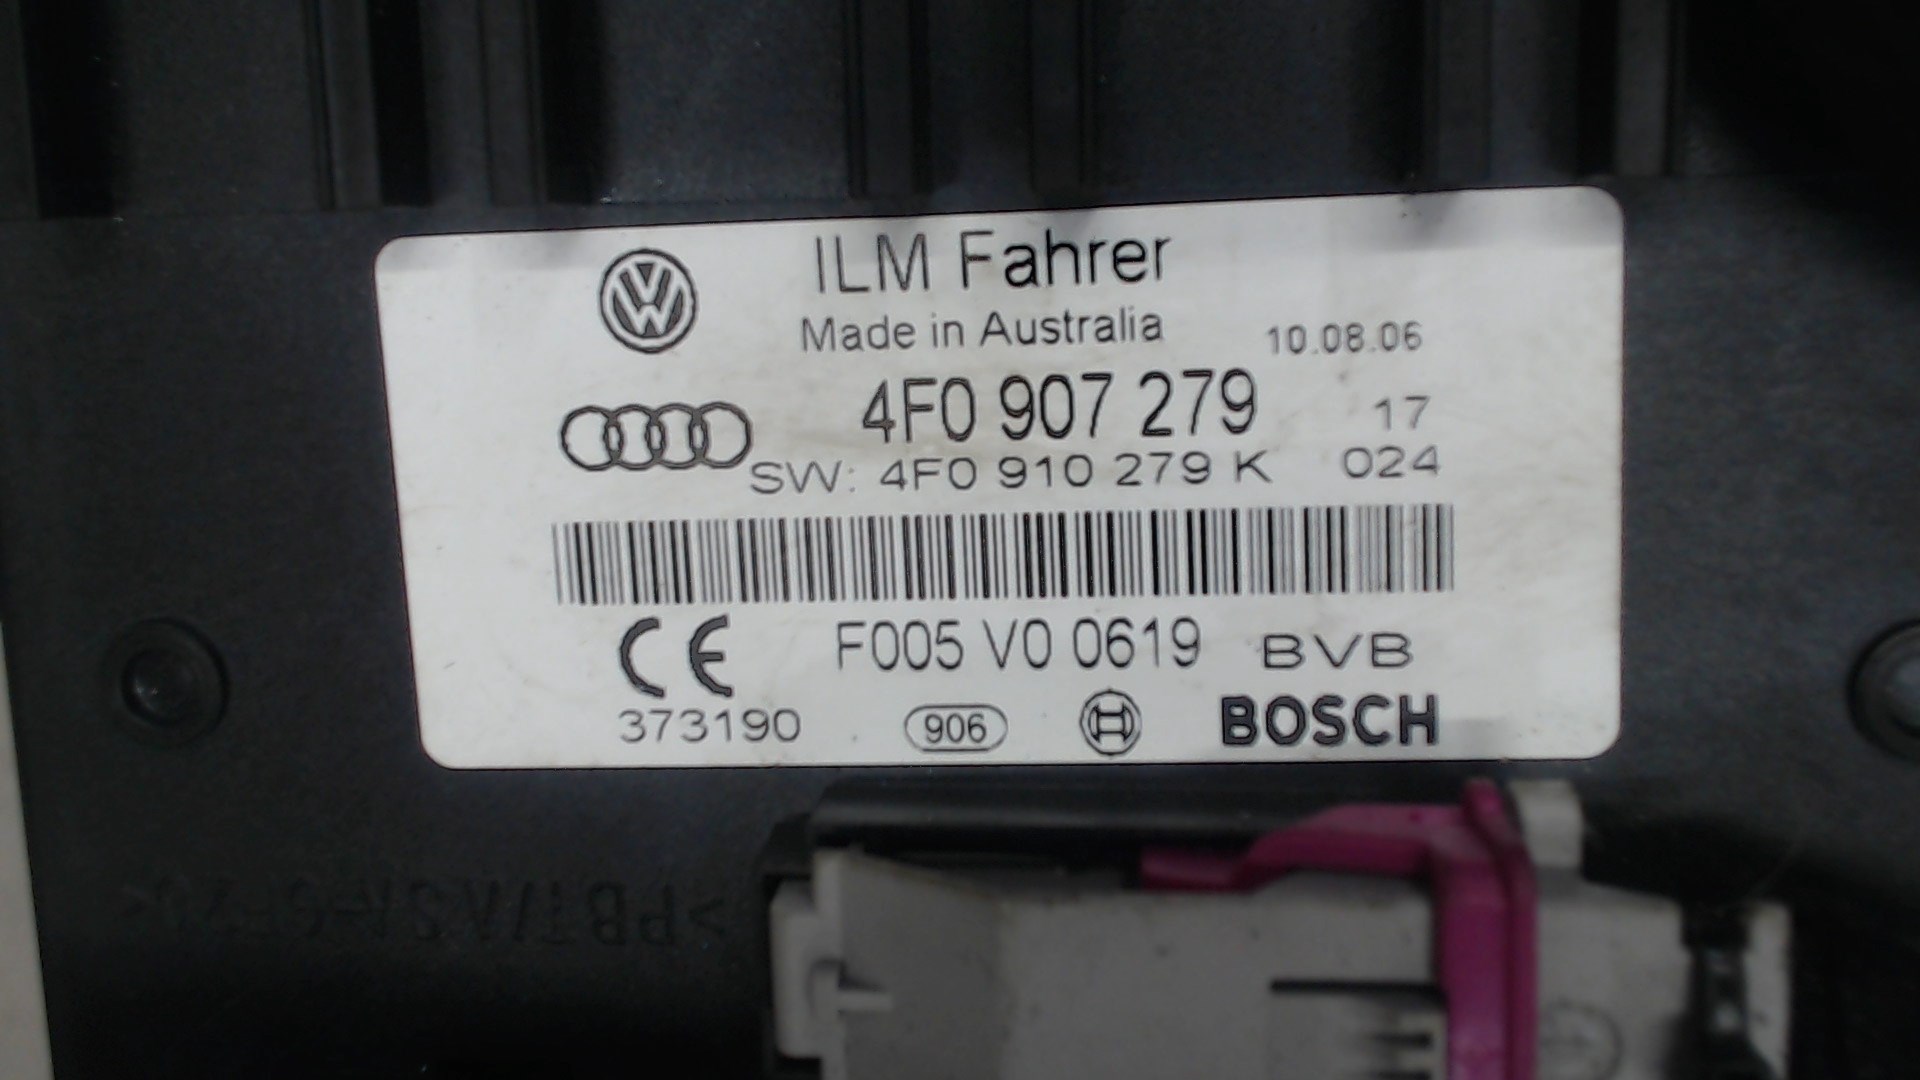 ILM Fahrer
Made in Australia 10.08.06
4F0 907 279 17
SW: 4F0 910 279 K 024
F005 V0 0619 BVB
373190 906 BOSCH